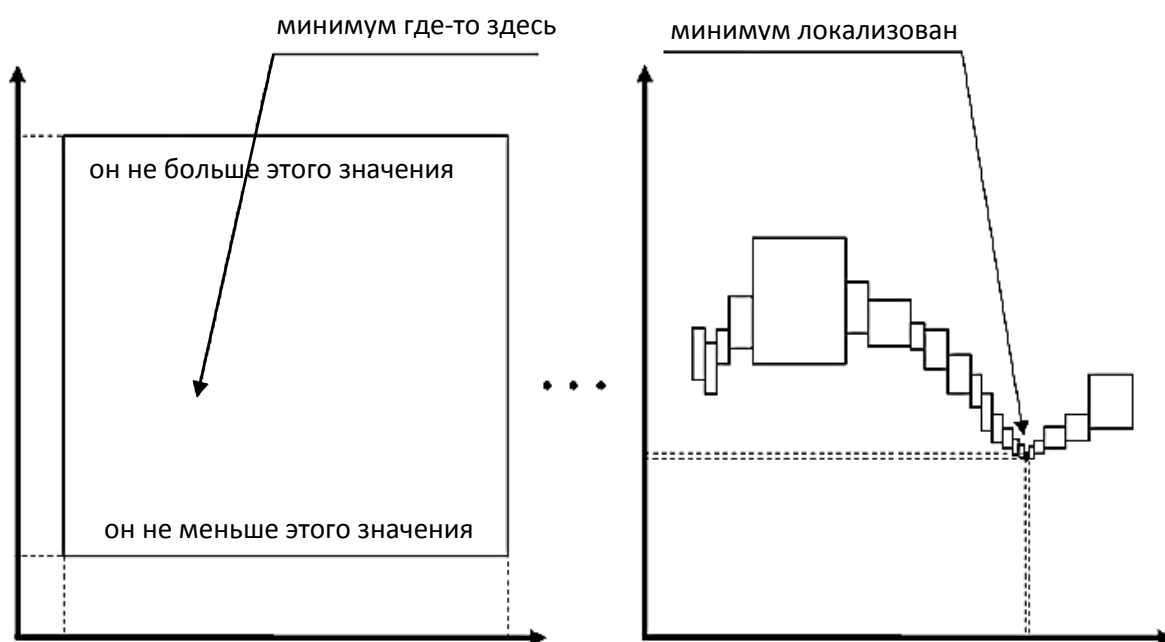 минимум где-то здесь
минимум локализован
он не больше этого значения
он не меньше этого значения